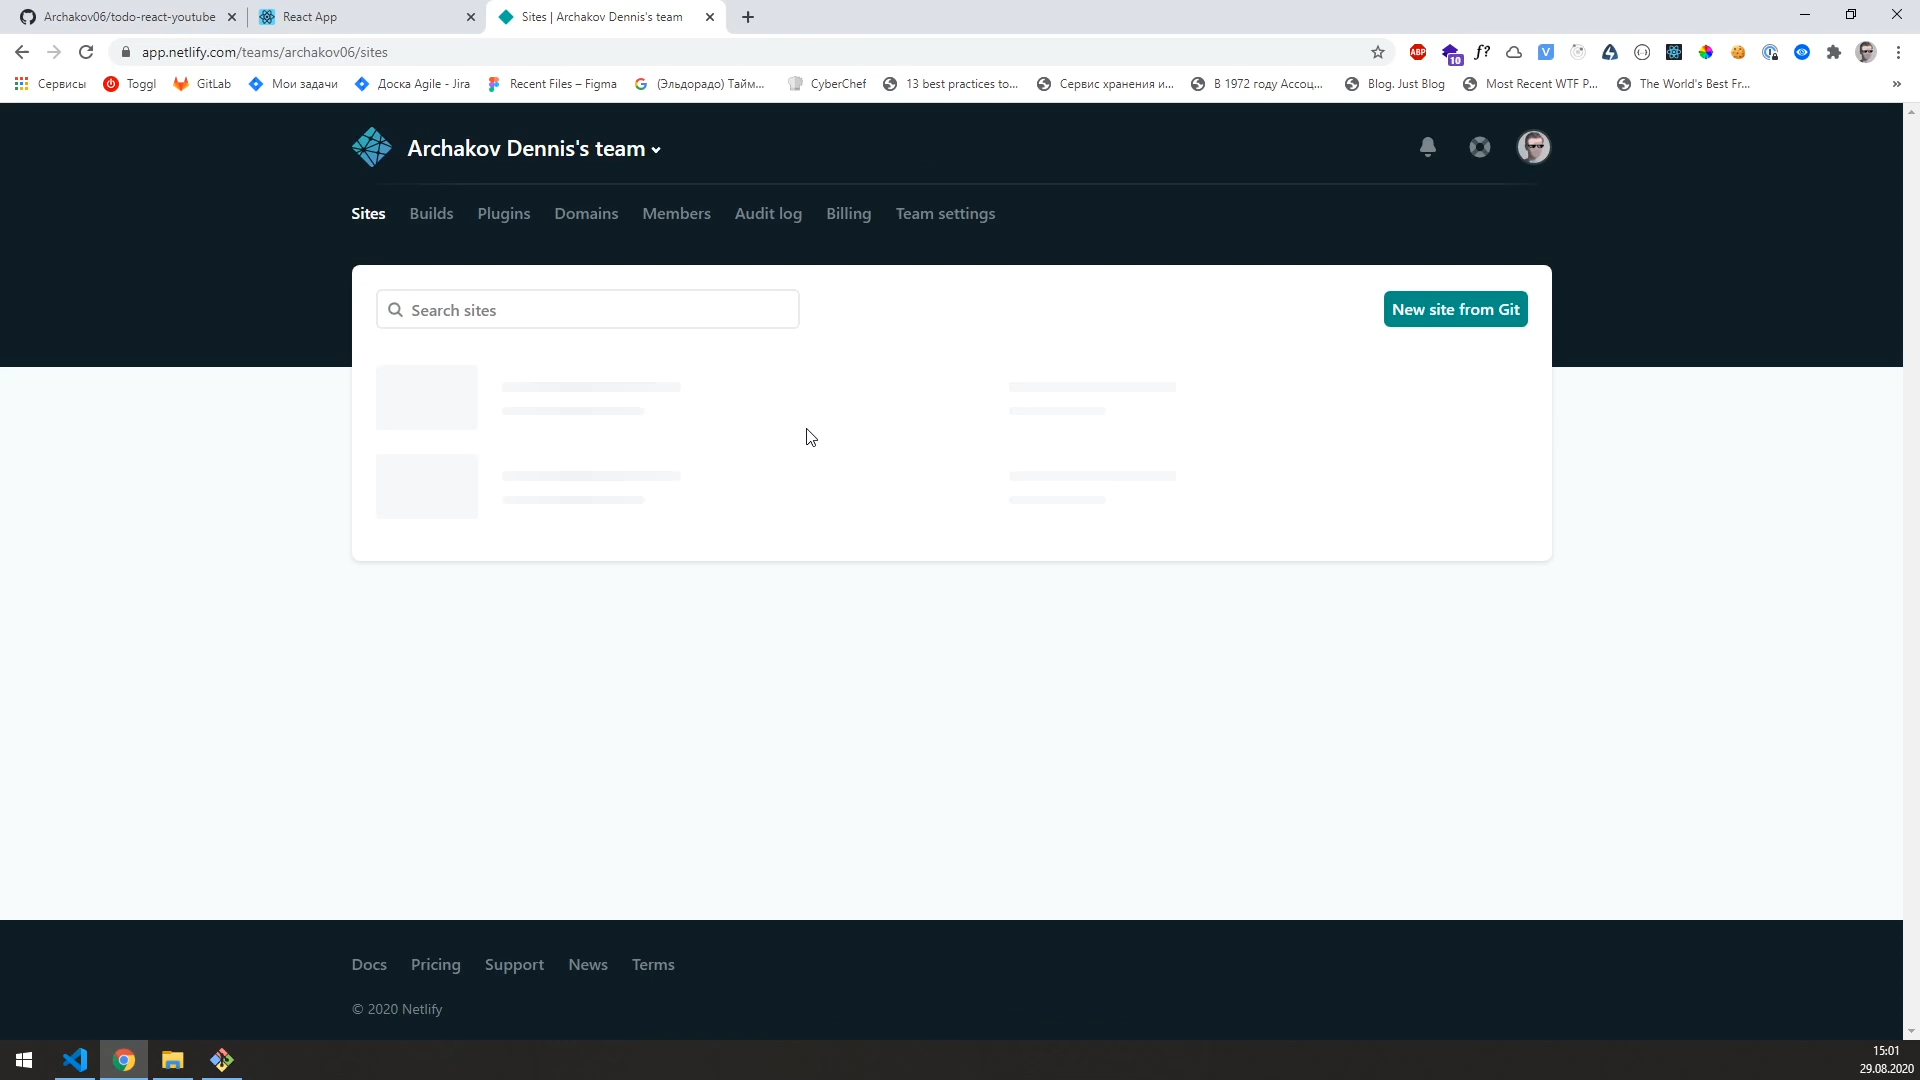 Archakov06/todo-react-youtube
React App
Sites | Archakov Dennis's team
app.netlify.com/teams/archakov06/sites
ABP
10
f?
V
Сервисы
Toggl
GitLab
Мои задачи
Доска Agile - Jira
Recent Files – Figma
(Эльдорадо) Тайм...
CyberChef
13 best practices to...
Сервис хранения и...
В 1972 году Ассоц...
Blog. Just Blog
Most Recent WTF P...
The World's Best Fr...
»
Archakov Dennis's team
Sites
Builds
Plugins
Domains
Members
Audit log
Billing
Team settings
Search sites
New site from Git
Docs
Pricing
Support
News
Terms
© 2020 Netlify
15:01
29.08.2020